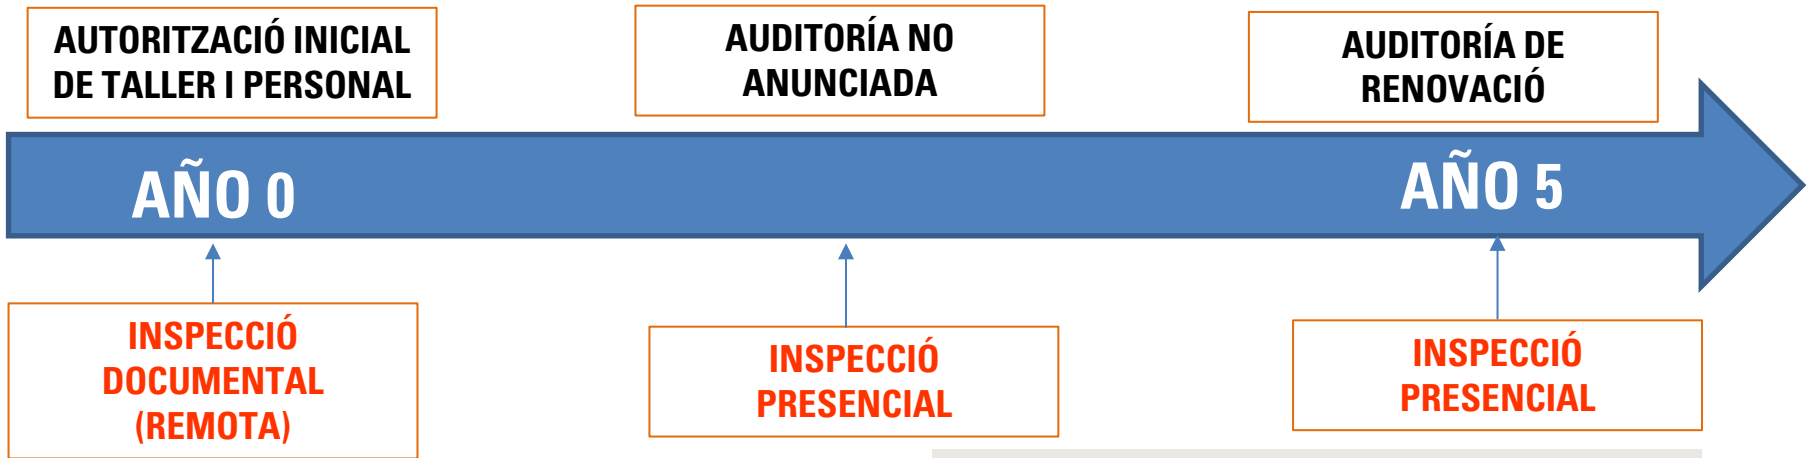 AUTORITZACIÓ INICIAL
DE TALLER I PERSONAL
AUDITORÍA NO
ANUNCIADA
AUDITORÍA DE
RENOVACIÓ
AÑO 0
AÑO 5
INSPECCIÓ
DOCUMENTAL
(REMOTA)
INSPECCIÓ
PRESENCIAL
INSPECCIÓ
PRESENCIAL